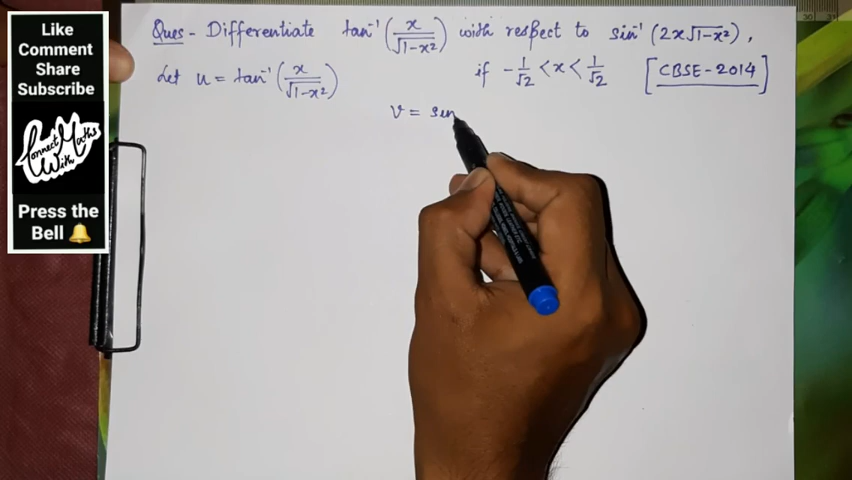 Ques - Differentiate tan⁻¹(x/√1-x²) with respect to sin⁻¹(2x√1-x²),
if -1/√2 < x < 1/√2 [CBSE-2014]
Let u = tan⁻¹(x/√1-x²)
v = sin
Like
Comment
Share
Subscribe
Connect
With
Maths
Press the
Bell 🔔